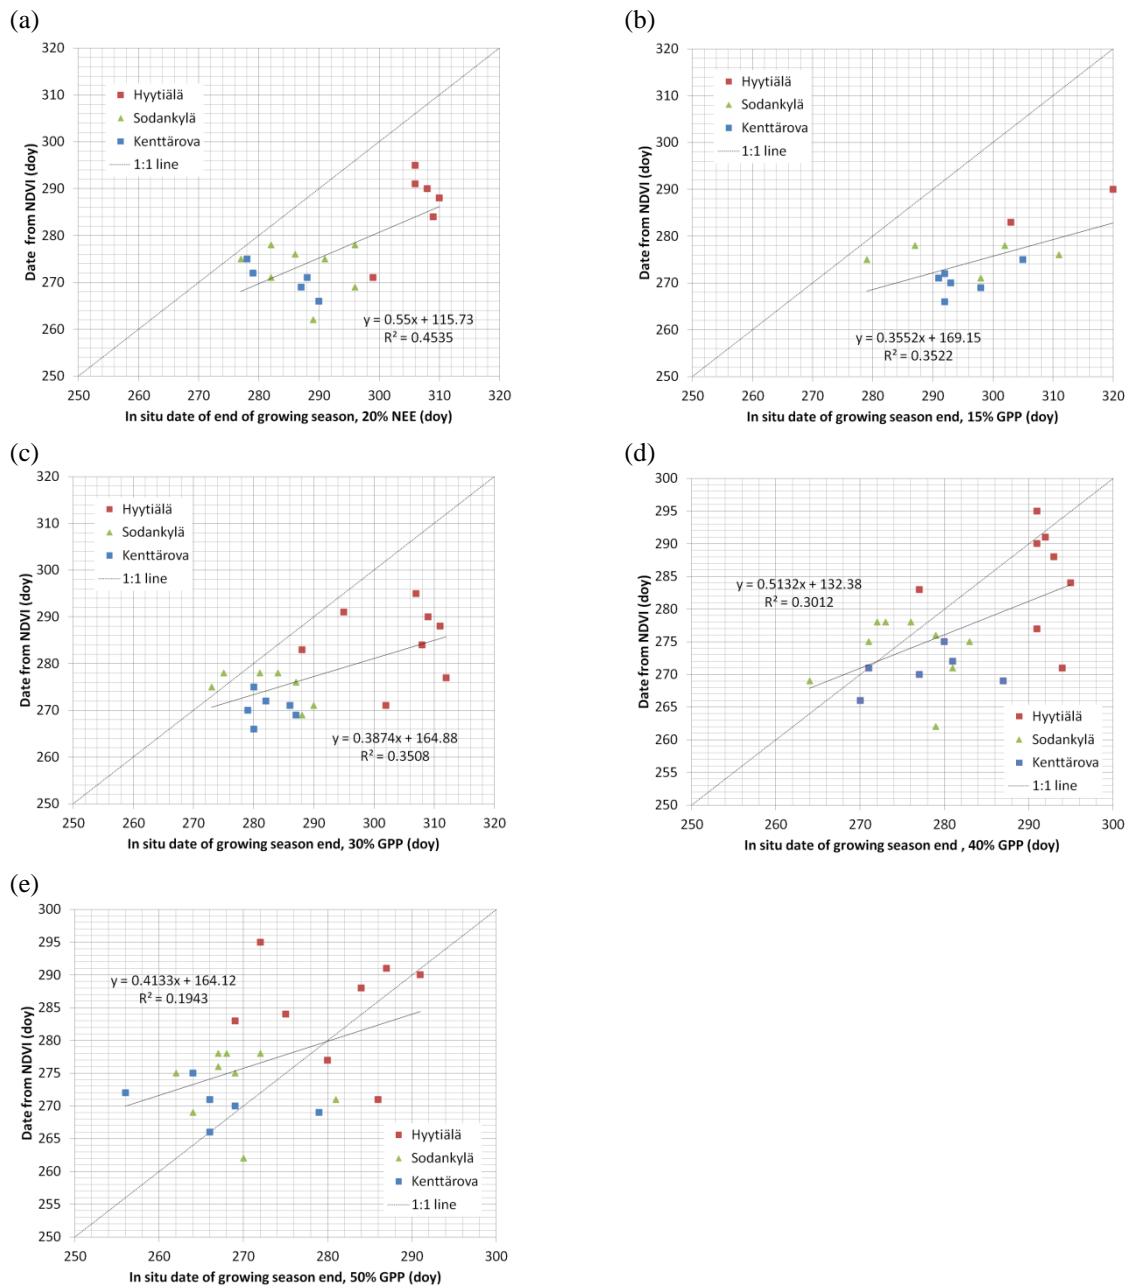 (a)
320
310
300
290
280
270
260
250
Date from NDVI (doy)
Hyytiälä
Sodankylä
Kenttärova
1:1 line
y = 0.55x + 115.73
R² = 0.4535
250 260 270 280 290 300 310 320
In situ date of end of growing season, 20% NEE (doy)
(b)
320
310
300
290
280
270
260
250
Date from NDVI (doy)
Hyytiälä
Sodankylä
Kenttärova
1:1 line
y = 0.3552x + 169.15
R² = 0.3522
250 260 270 280 290 300 310 320
In situ date of growing season end, 15% GPP (doy)
(c)
320
310
300
290
280
270
260
250
Date from NDVI (doy)
Hyytiälä
Sodankylä
Kenttärova
1:1 line
y = 0.3874x + 164.88
R² = 0.3508
250 260 270 280 290 300 310 320
In situ date of growing season end, 30% GPP (doy)
(d)
300
295
290
285
280
275
270
265
260
255
250
Date from NDVI (doy)
y = 0.5132x + 132.38
R² = 0.3012
Hyytiälä
Sodankylä
Kenttärova
1:1 line
250 260 270 280 290 300
In situ date of growing season end , 40% GPP (doy)
(e)
300
295
290
285
280
275
270
265
260
255
250
Date from NDVI (doy)
y = 0.4133x + 164.12
R² = 0.1943
Hyytiälä
Sodankylä
Kenttärova
1:1 line
250 260 270 280 290 300
In situ date of growing season end, 50% GPP (doy)